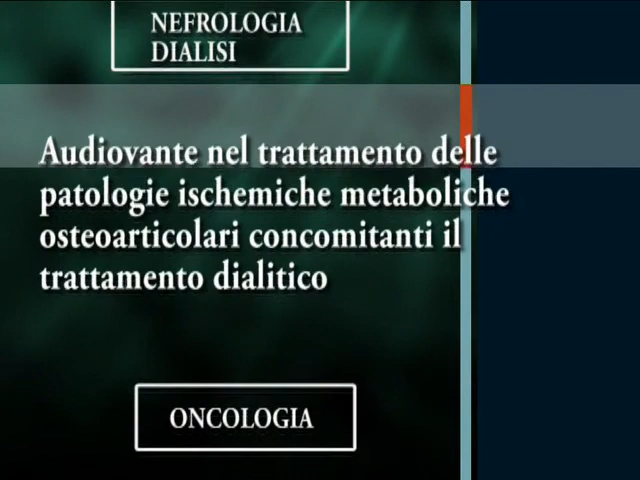 NEFROLOGIA
DIALISI
Audiovante nel trattamento delle
patologie ischemiche metaboliche
osteoarticolari concomitanti il
trattamento dialitico
ONCOLOGIA